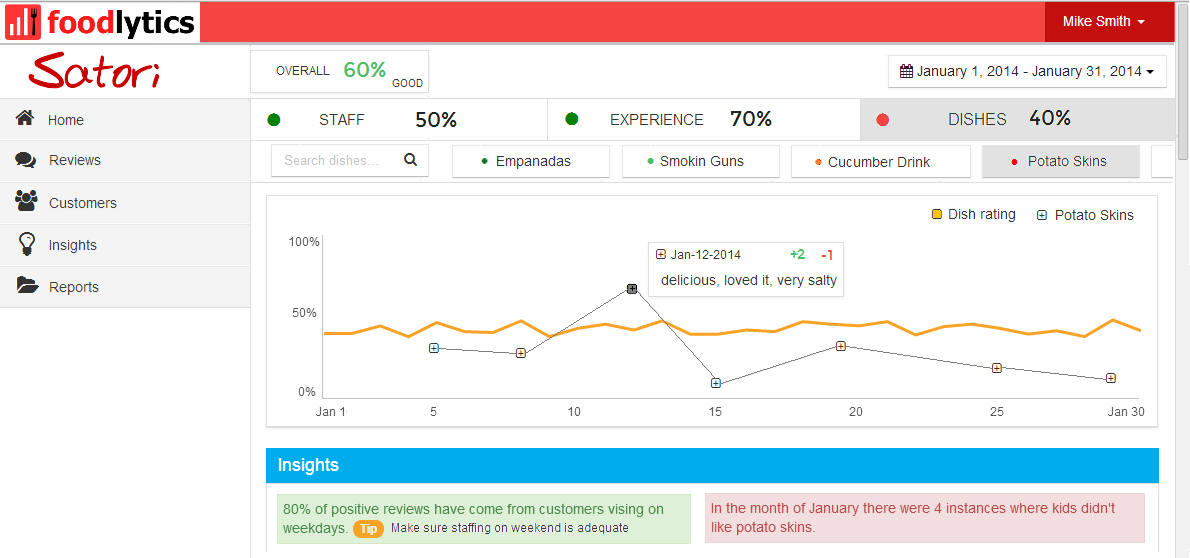 foodlytics
Mike Smith
Satori
OVERALL 60% GOOD
January 1, 2014 - January 31, 2014
Home
Reviews
Customers
Insights
Reports
STAFF 50%
EXPERIENCE 70%
DISHES 40%
Search dishes...
Empanadas
Smokin Guns
Cucumber Drink
Potato Skins
Dish rating
Potato Skins
100%
50%
0%
Jan-12-2014 +2 -1
delicious, loved it, very salty
Jan 1 5 10 15 20 25 Jan 30
Insights
80% of positive reviews have come from customers vising on
weekdays. Tip Make sure staffing on weekend is adequate
In the month of January there were 4 instances where kids didn't
like potato skins.